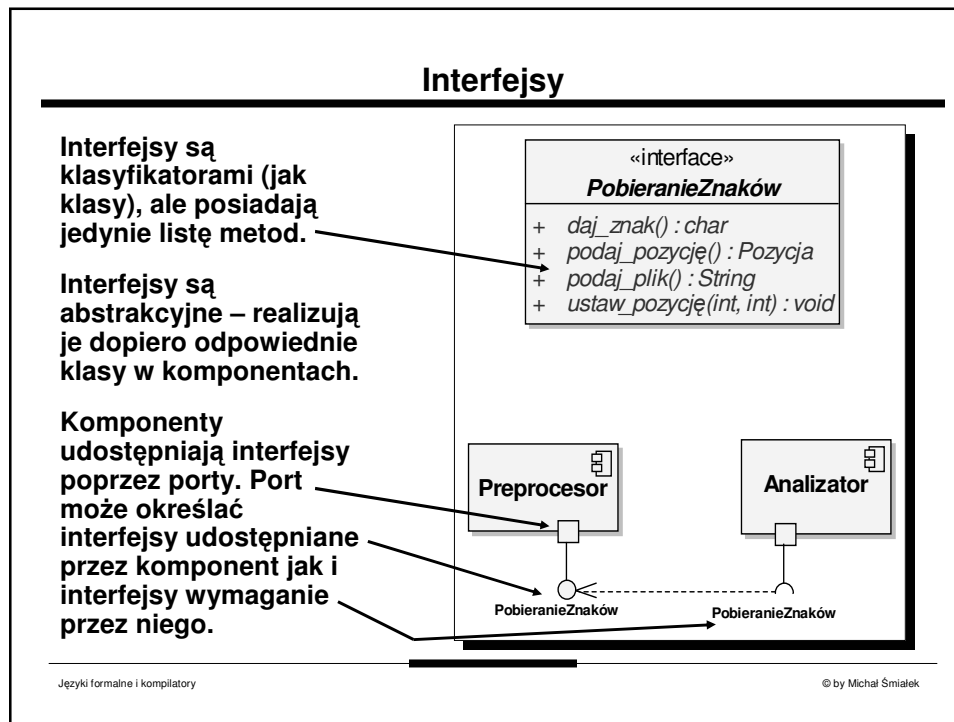 Interfejsy
Interfejsy są
klasyfikatorami (jak
klasy), ale posiadają
jedynie listę metod.
Interfejsy są
abstrakcyjne – realizują
je dopiero odpowiednie
klasy w komponentach.
Komponenty
udostępniają interfejsy
poprzez porty. Port
może określać
interfejsy udostępniane
przez komponent jak i
interfejsy wymaganie
przez niego.
«interface»
PobieranieZnaków
+ daj_znak() : char
+ podaj_pozycję() : Pozycja
+ podaj_plik() : String
+ ustaw_pozycję(int, int) : void
Preprocesor
Analizator
PobieranieZnaków
PobieranieZnaków
Języki formalne i kompilatory
© by Michał Śmiałek